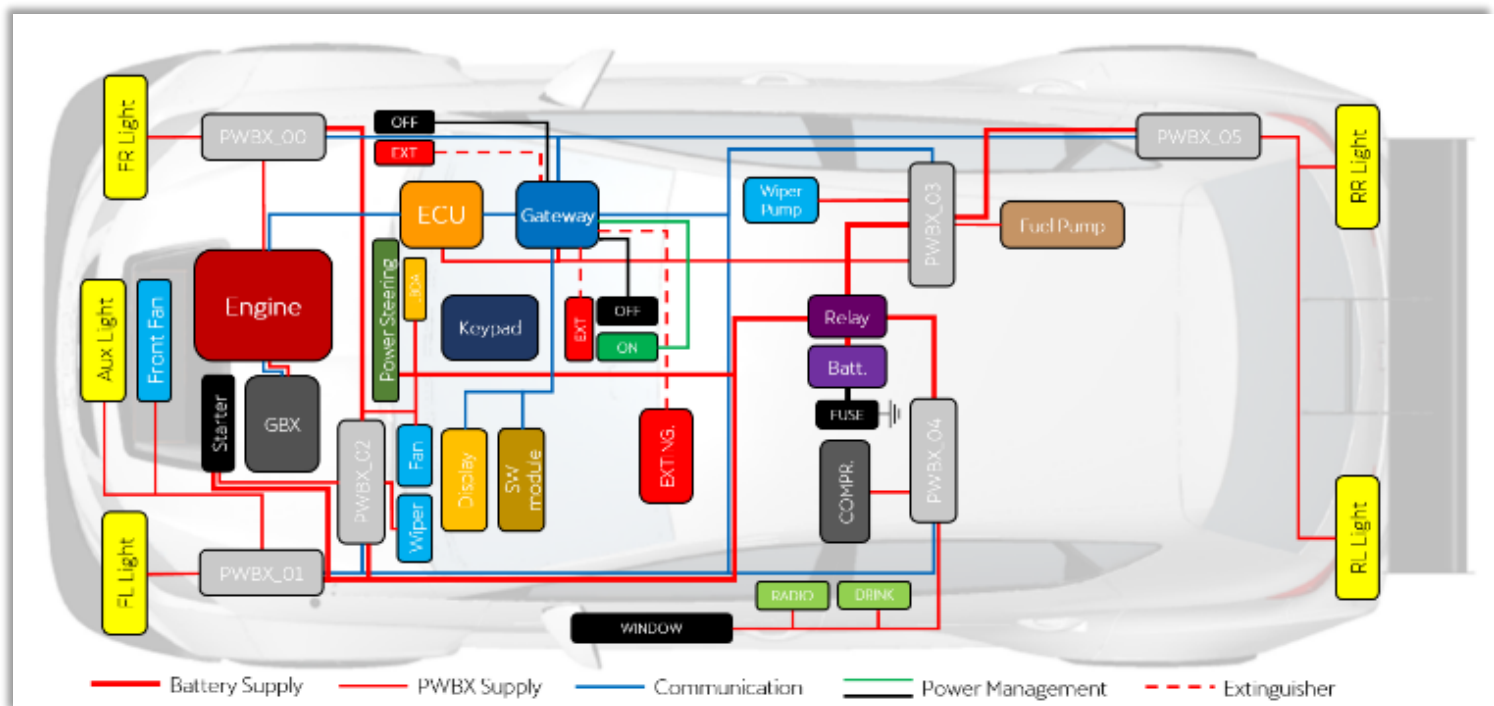 FR Light
PWBX_00
OFF
EXT
ECU
Gateway
Wiper
Pump
PWBX_03
PWBX_05
RR Light
Fuel Pump
Engine
Aux Light
Front Fan
Power Steering
Keypad
EXT
OFF
ON
Relay
Batt.
FUSE
Starter
GBX
PWBX_02
Fan
Wiper
Display
SW
module
EXTING.
COMPR.
PWBX_04
FL Light
PWBX_01
RADIO
DRINK
WINDOW
RL Light
Battery Supply
PWBX Supply
Communication
Power Management
Extinguisher